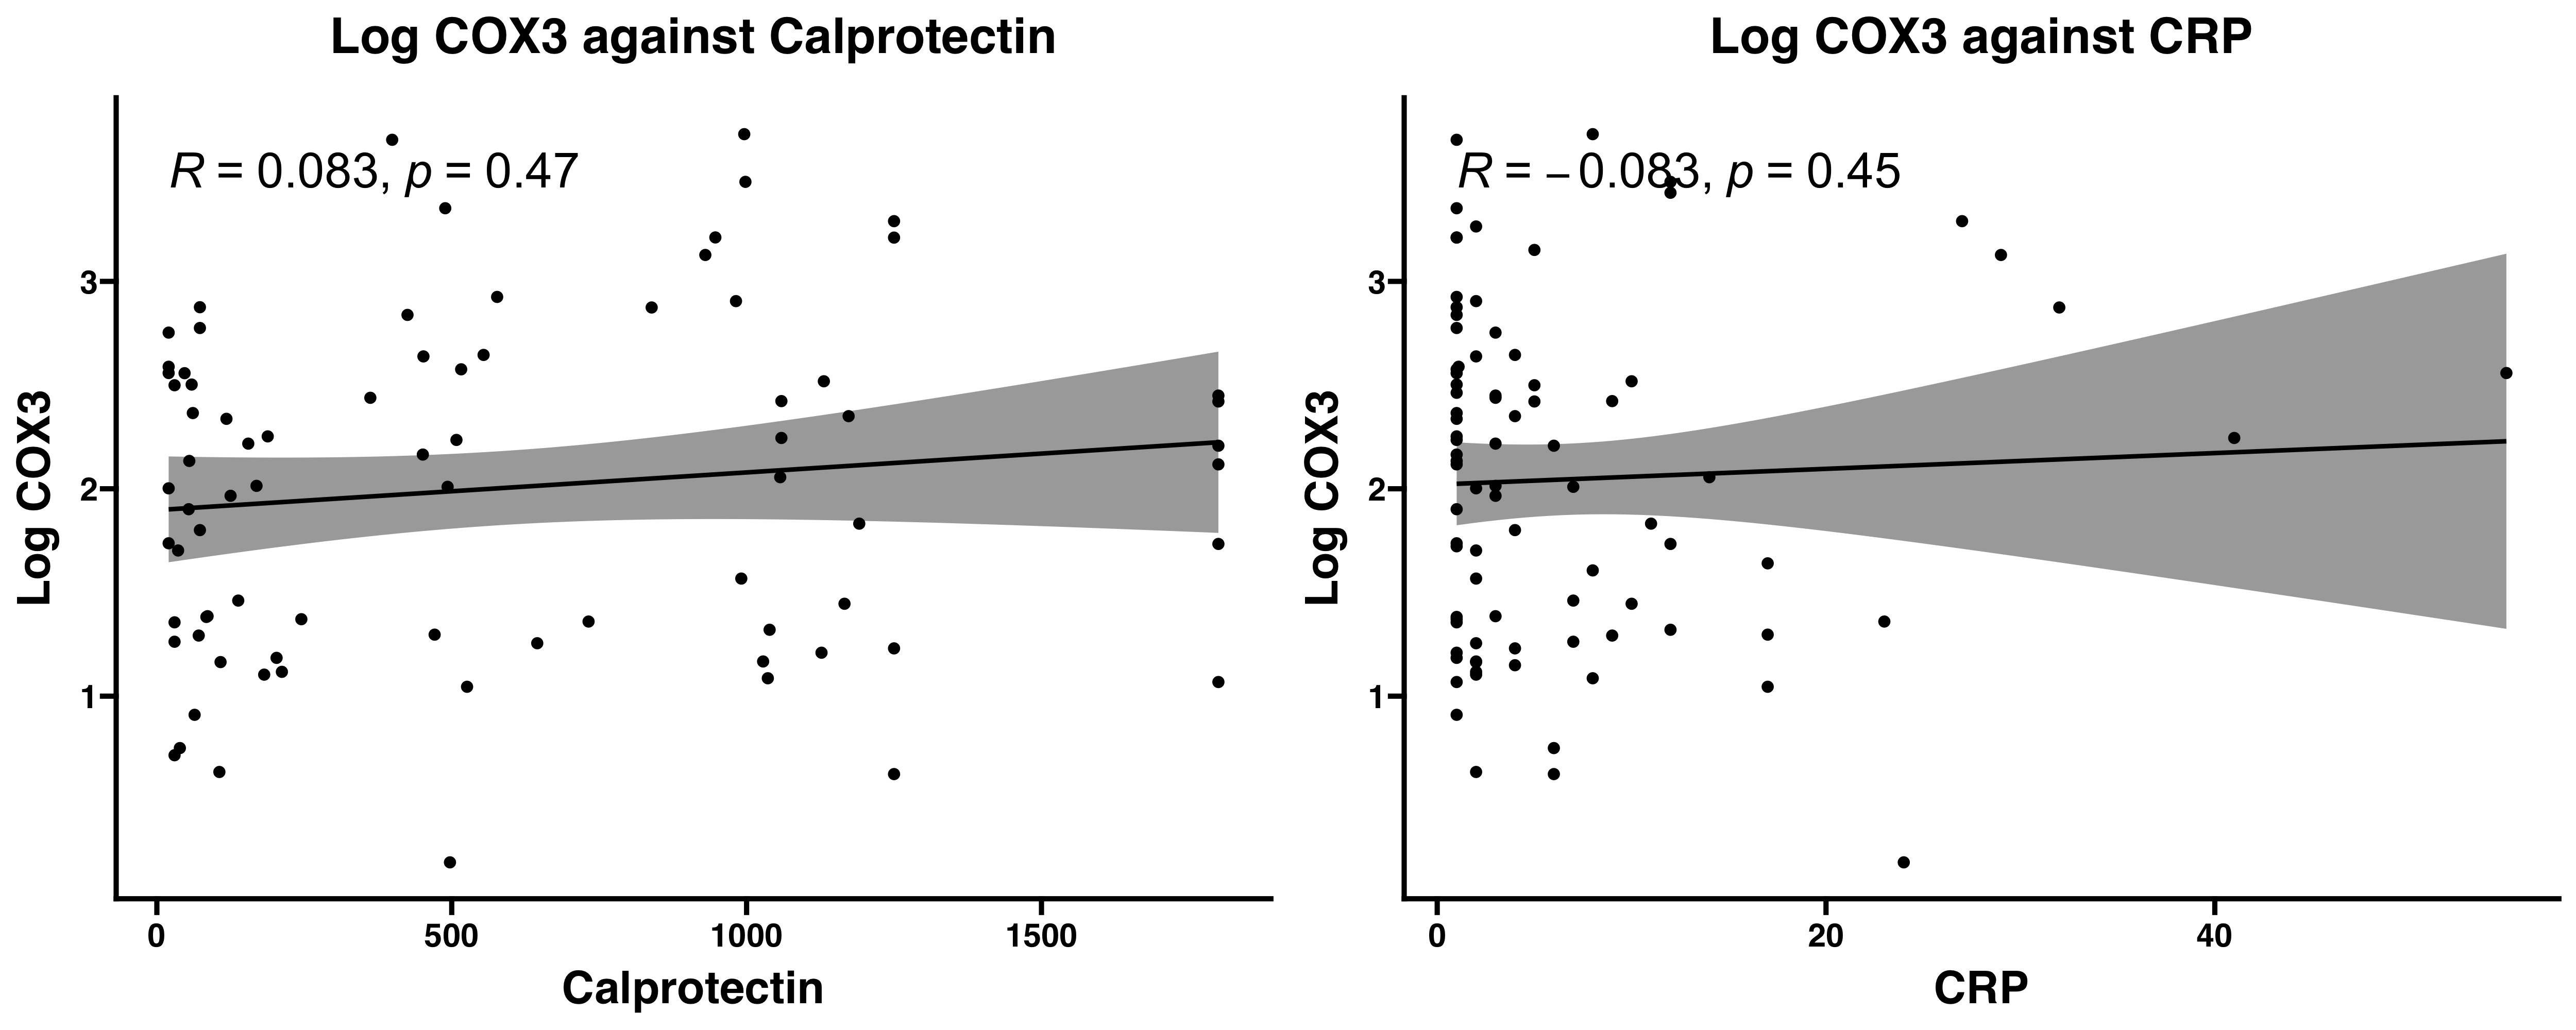 Log COX3 against Calprotectin
R = 0.083, p = 0.47
Log COX3
3
2
1
0 500 1000 1500
Calprotectin
Log COX3 against CRP
R = −0.083, p = 0.45
Log COX3
3
2
1
0 20 40
CRP